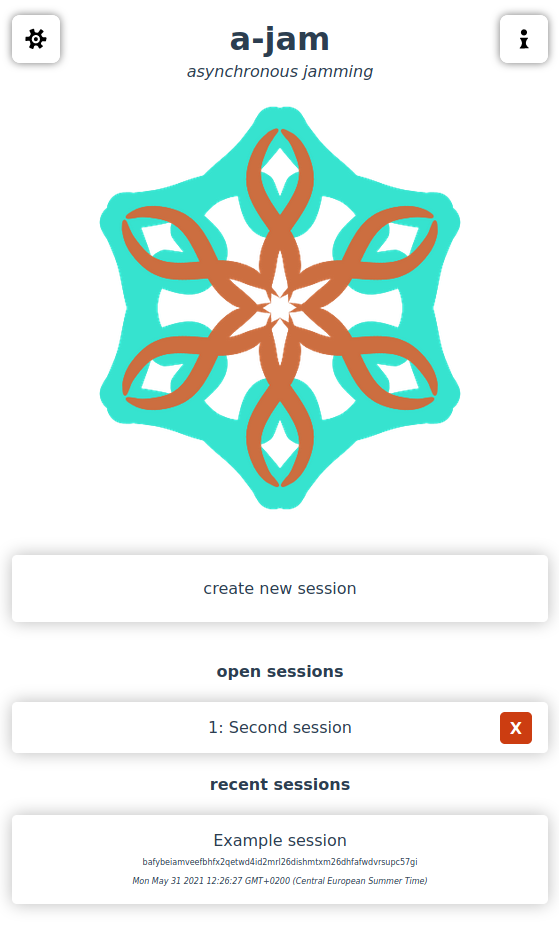 a-jam
asynchronous jamming
create new session
open sessions
1: Second session
X
recent sessions
Example session
bafybeiamveefbhfx2qetwd4id2mrl26dishmtxm26dhfafwdvrsupc57gi
Mon May 31 2021 12:26:27 GMT+0200 (Central European Summer Time)